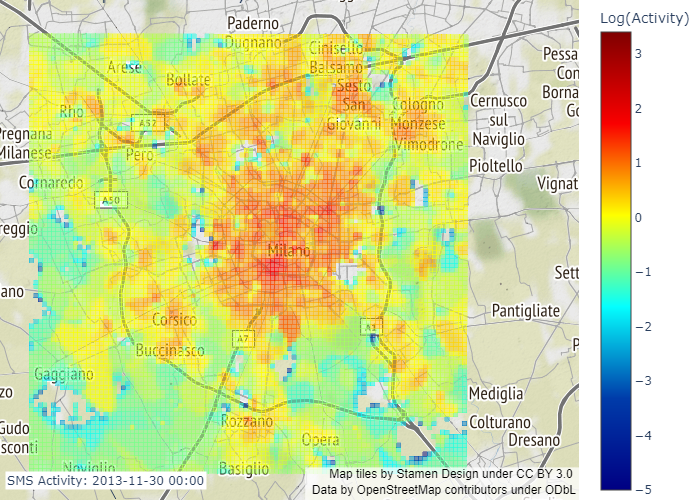 Log(Activity)
Paderno
Dugnano
Cinisello
Balsamo
Arese
Bollate
Sesto
San
Giovanni
Rho
A52
Cologno
Monzese
Vimodrone
Pessa
Con
Borna
Go
Cernusco
sul
Naviglio
Pregnana
Milanese
Pero
Pioltello
Cornaredo
Vignat
A50
reggio
Milano
Sett
ano
Pantigliate
Corsico
A7
Buccinasco
P
Gaggiano
zo
Mediglia
Rozzano
Colturano
Gudo
sconti
Opera
Dresano
Noviglio
Basiglio
SMS Activity: 2013-11-30 00:00
Map tiles by Stamen Design under CC BY 3.0
Data by OpenStreetMap contributors under ODbL
3
2
1
0
−1
−2
−3
−4
−5